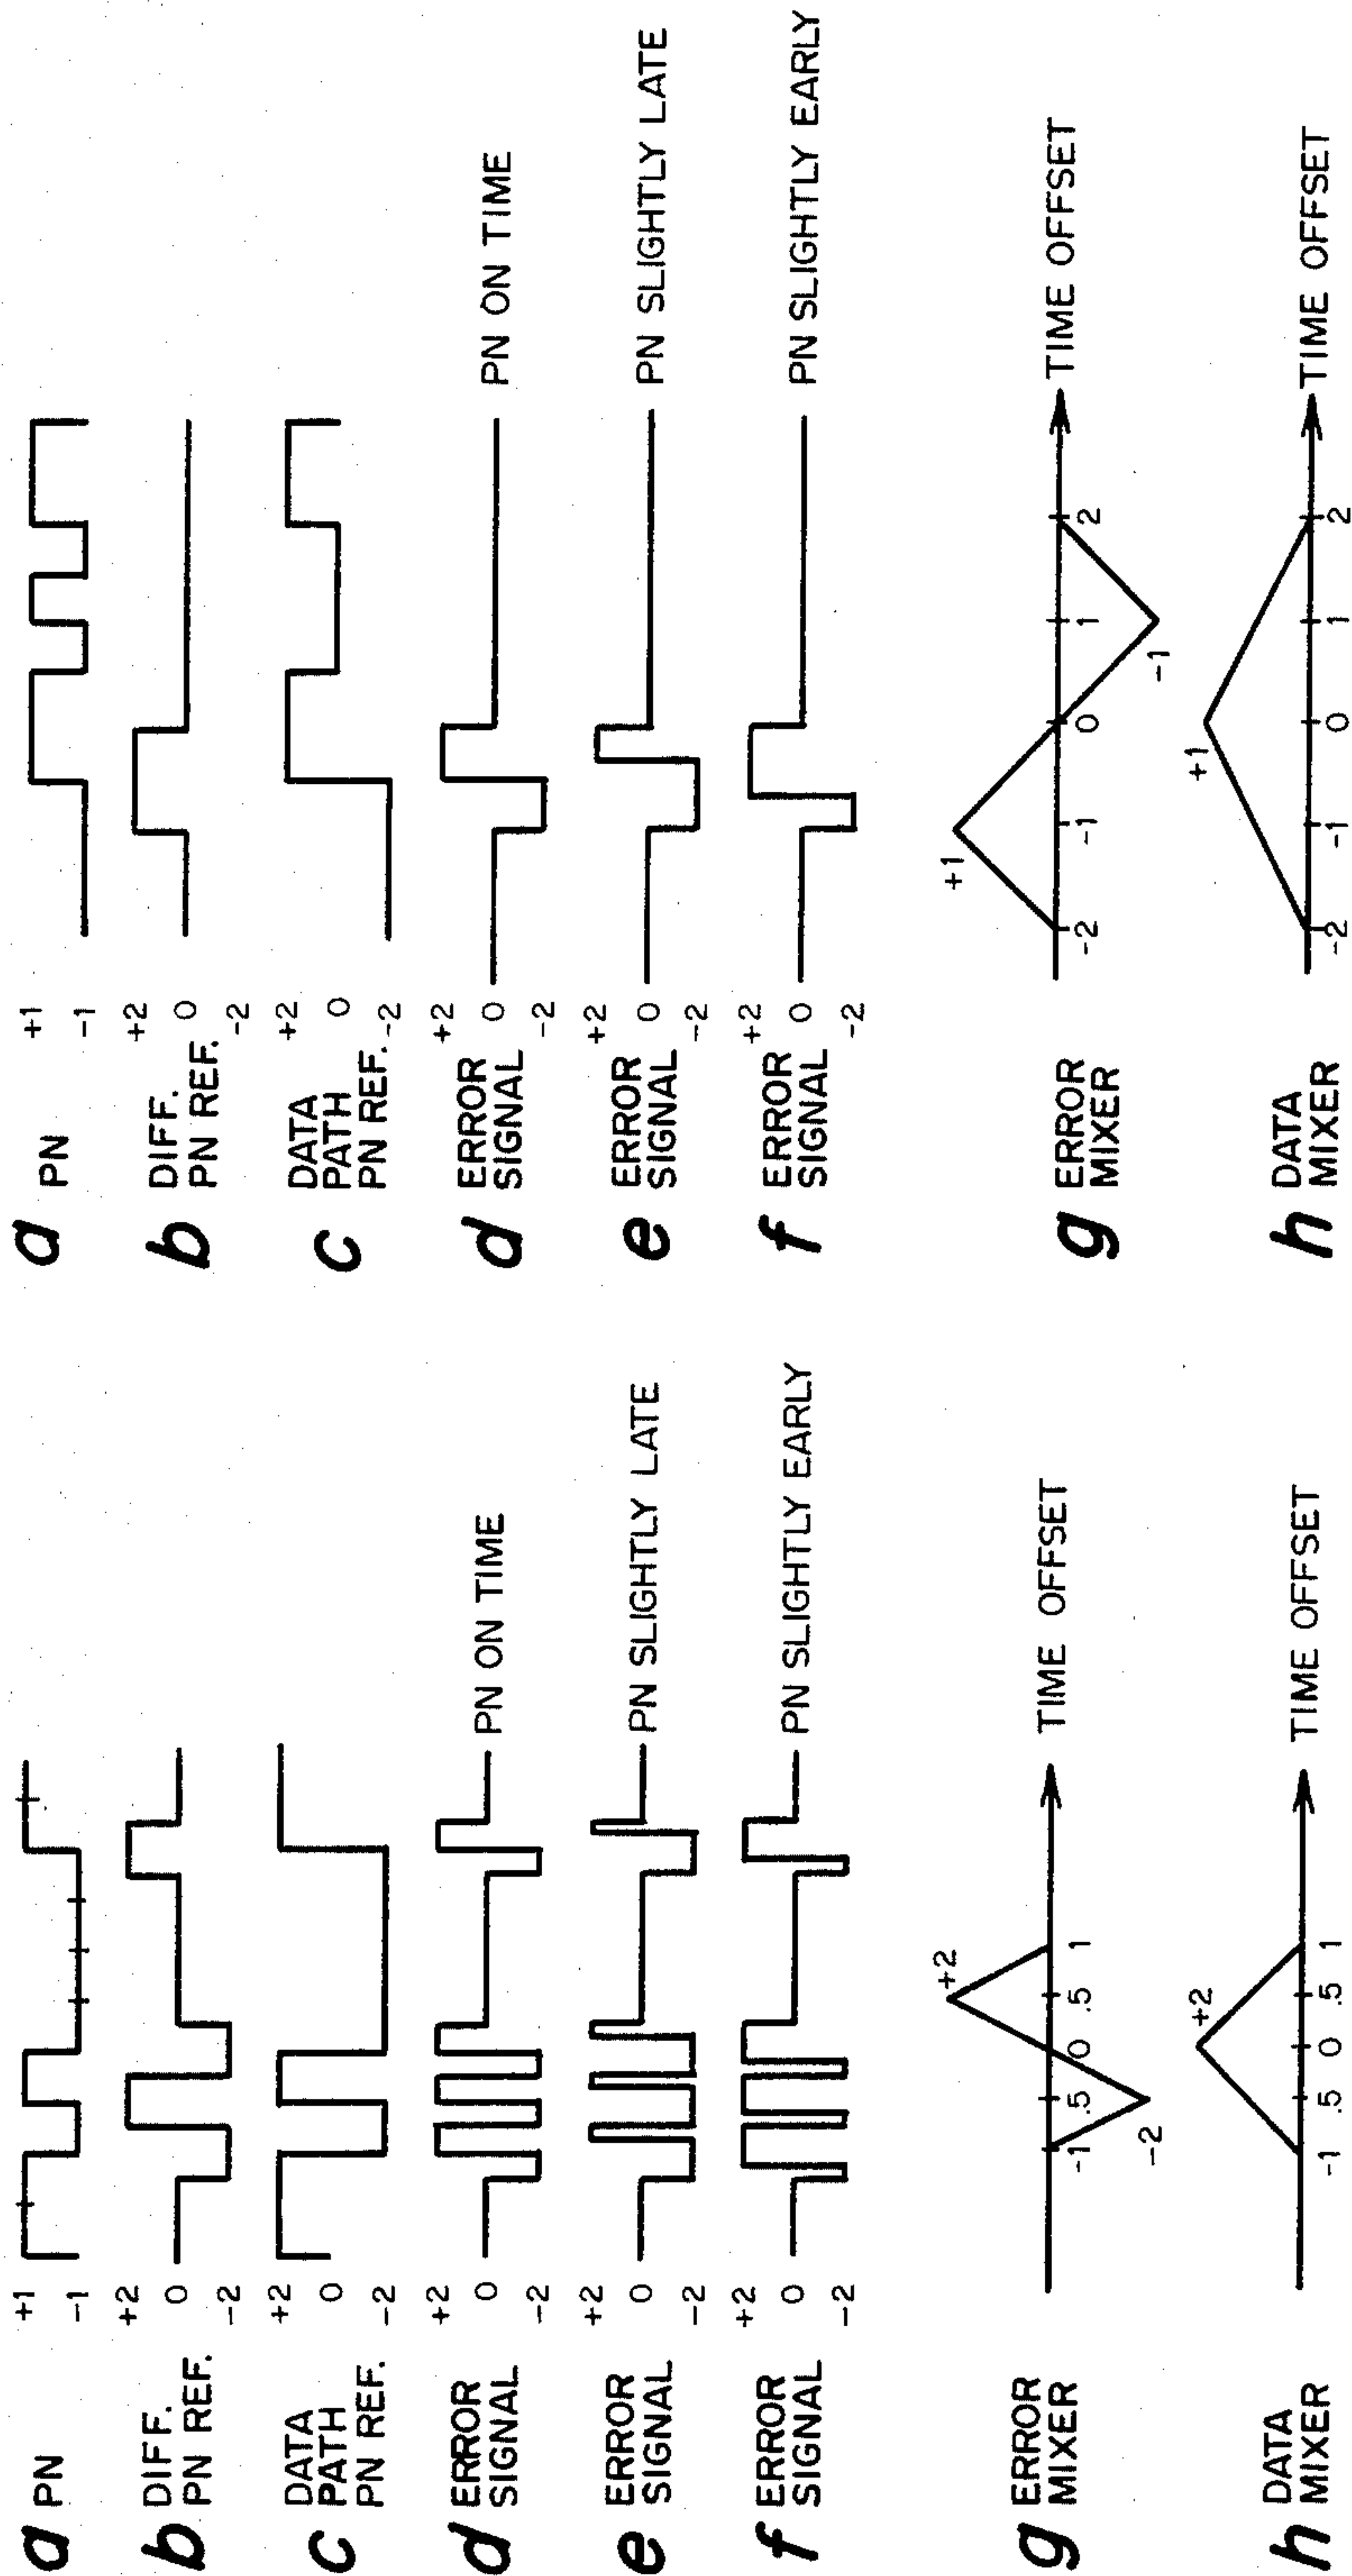 a PN
+1
-1
b DIFF.
PN REF.
+2
0
-2
c DATA
PATH
PN REF.
+2
0
-2
d ERROR
SIGNAL
+2
0
-2
PN ON TIME
e ERROR
SIGNAL
+2
0
-2
PN SLIGHTLY LATE
f ERROR
SIGNAL
+2
0
-2
PN SLIGHTLY EARLY
g ERROR
MIXER
+2
-1 .5 0 .5 1
-2
TIME OFFSET
h DATA
MIXER
+2
-1 .5 0 .5 1
TIME OFFSET
a PN
+1
-1
b DIFF.
PN REF.
+2
0
-2
c DATA
PATH
PN REF.
+2
0
-2
d ERROR
SIGNAL
+2
0
-2
PN ON TIME
e ERROR
SIGNAL
+2
0
-2
PN SLIGHTLY LATE
f ERROR
SIGNAL
+2
0
-2
PN SLIGHTLY EARLY
g ERROR
MIXER
+1
-2 -1 0 1 2
-1
TIME OFFSET
h DATA
MIXER
+1
-2 -1 0 1 2
TIME OFFSET